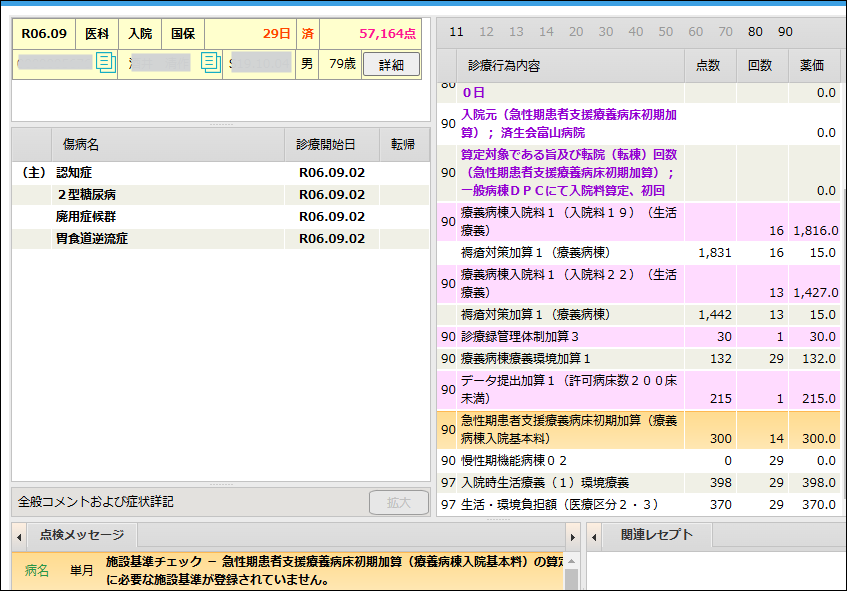 R06.09 医科 入院 国保 29日 済 57,164点
男 79歳 詳細
傷病名 診療開始日 転帰
（主） 認知症 R06.09.02
２型糖尿病 R06.09.02
廃用症候群 R06.09.02
胃食道逆流症 R06.09.02
全般コメントおよび症状詳記 拡大
11 12 13 14 20 30 40 50 60 70 80 90
診療行為内容 点数 回数 薬価
80 ０日 0.0
90 入院元（急性期患者支援療養病床初期加
算）； 済生会富山病院 0.0
90 算定対象である旨及び転院（転棟）回数
（急性期患者支援療養病床初期加算）；
一般病棟ＤＰＣにて入院料算定、初回 0.0
90 療養病棟入院料１（入院料１９）（生活
療養） 16 1,816.0
褥瘡対策加算１（療養病棟） 1,831 16 15.0
90 療養病棟入院料１（入院料２２）（生活
療養） 13 1,427.0
褥瘡対策加算１（療養病棟） 1,442 13 15.0
90 診療録管理体制加算３ 30 1 30.0
90 療養病棟療養環境加算１ 132 29 132.0
90 データ提出加算１（許可病床数２００床
未満） 215 1 215.0
90 急性期患者支援療養病床初期加算（療養
病棟入院基本料） 300 14 300.0
90 慢性期機能病棟０２ 0 29 0.0
97 入院時生活療養（１）環境療養 398 29 398.0
97 生活・環境負担額（医療区分２・３） 370 29 370.0
点検メッセージ
病名 単月 施設基準チェック － 急性期患者支援療養病床初期加算（療養病棟入院基本料）の算定
に必要な施設基準が登録されていません。
関連レセプト